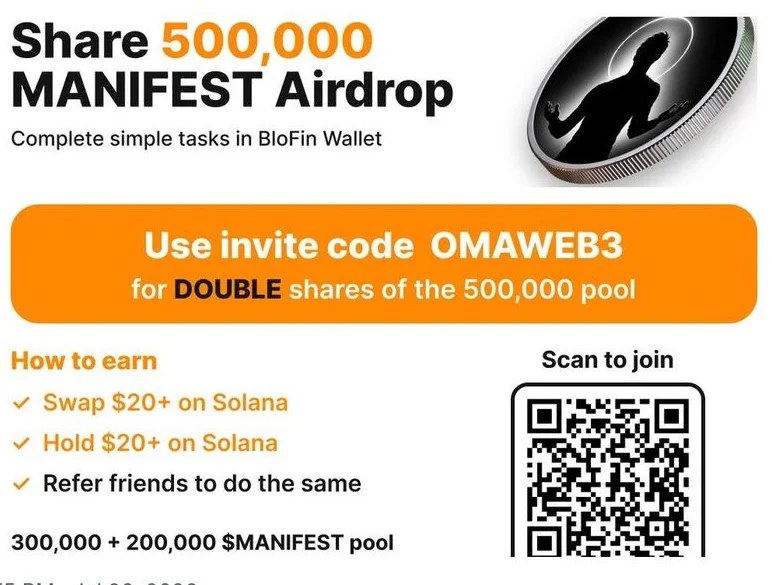 Share 500,000
MANIFEST Airdrop
Complete simple tasks in BloFin Wallet
Use invite code OMAWEB3
for DOUBLE shares of the 500,000 pool
How to earn
Scan to join
✓ Swap $20+ on Solana
✓ Hold $20+ on Solana
✓ Refer friends to do the same
300,000 + 200,000 $MANIFEST pool